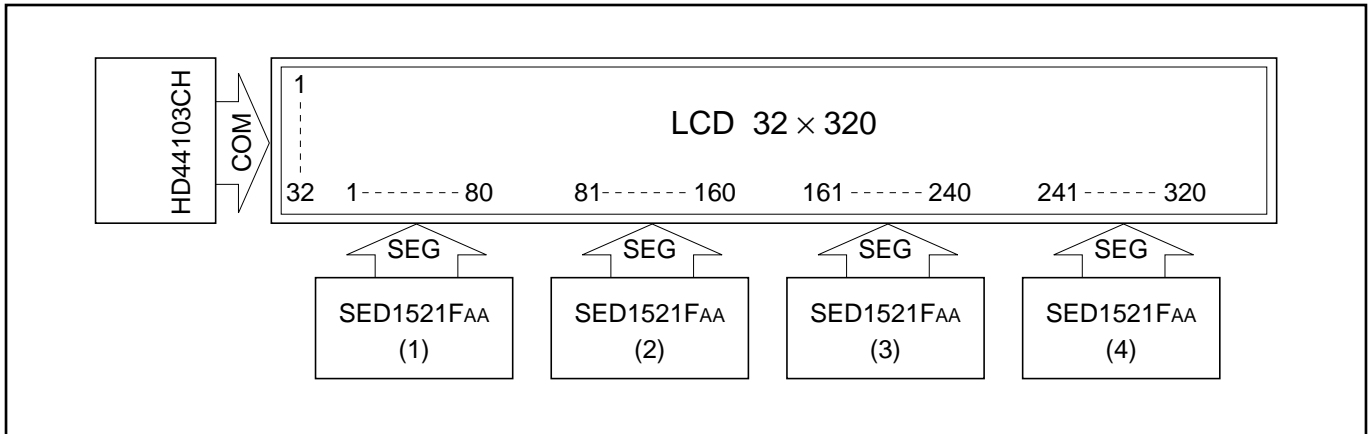 HD44103CH
COM
1
LCD 32 × 320
32 1--------80 81------160 161------240 241------320
SEG SEG SEG SEG
SED1521FAA SED1521FAA SED1521FAA SED1521FAA
(1) (2) (3) (4)